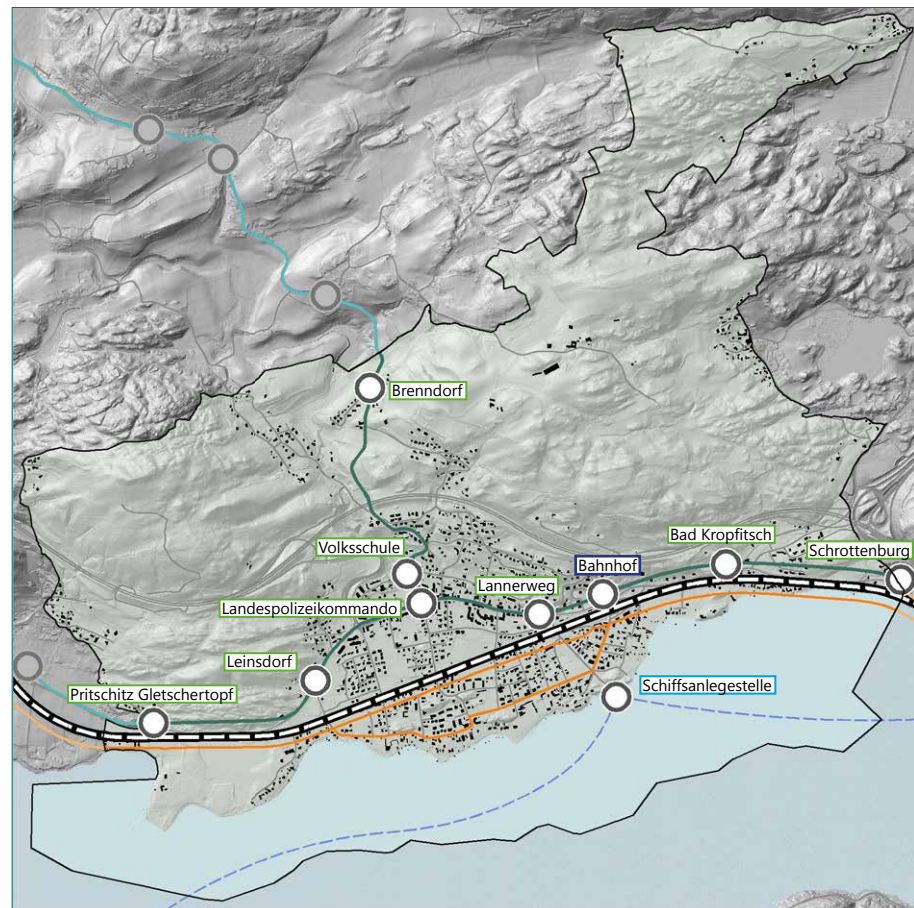 Brenndorf
Volksschule
Bad Kropfitsch
Schrottenburg
Bahnhof
Lannerweg
Landespolizeikommando
Leinsdorf
Schiffsanlegestelle
Pritschitz Gletschertopf